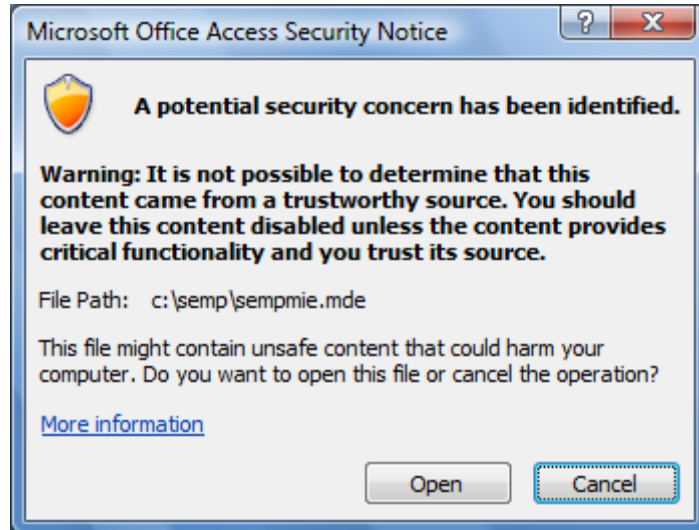 Microsoft Office Access Security Notice
A potential security concern has been identified.
Warning: It is not possible to determine that this
content came from a trustworthy source. You should
leave this content disabled unless the content provides
critical functionality and you trust its source.
File Path: c:\semp\sempmie.mde
This file might contain unsafe content that could harm your
computer. Do you want to open this file or cancel the operation?
More information
Open Cancel